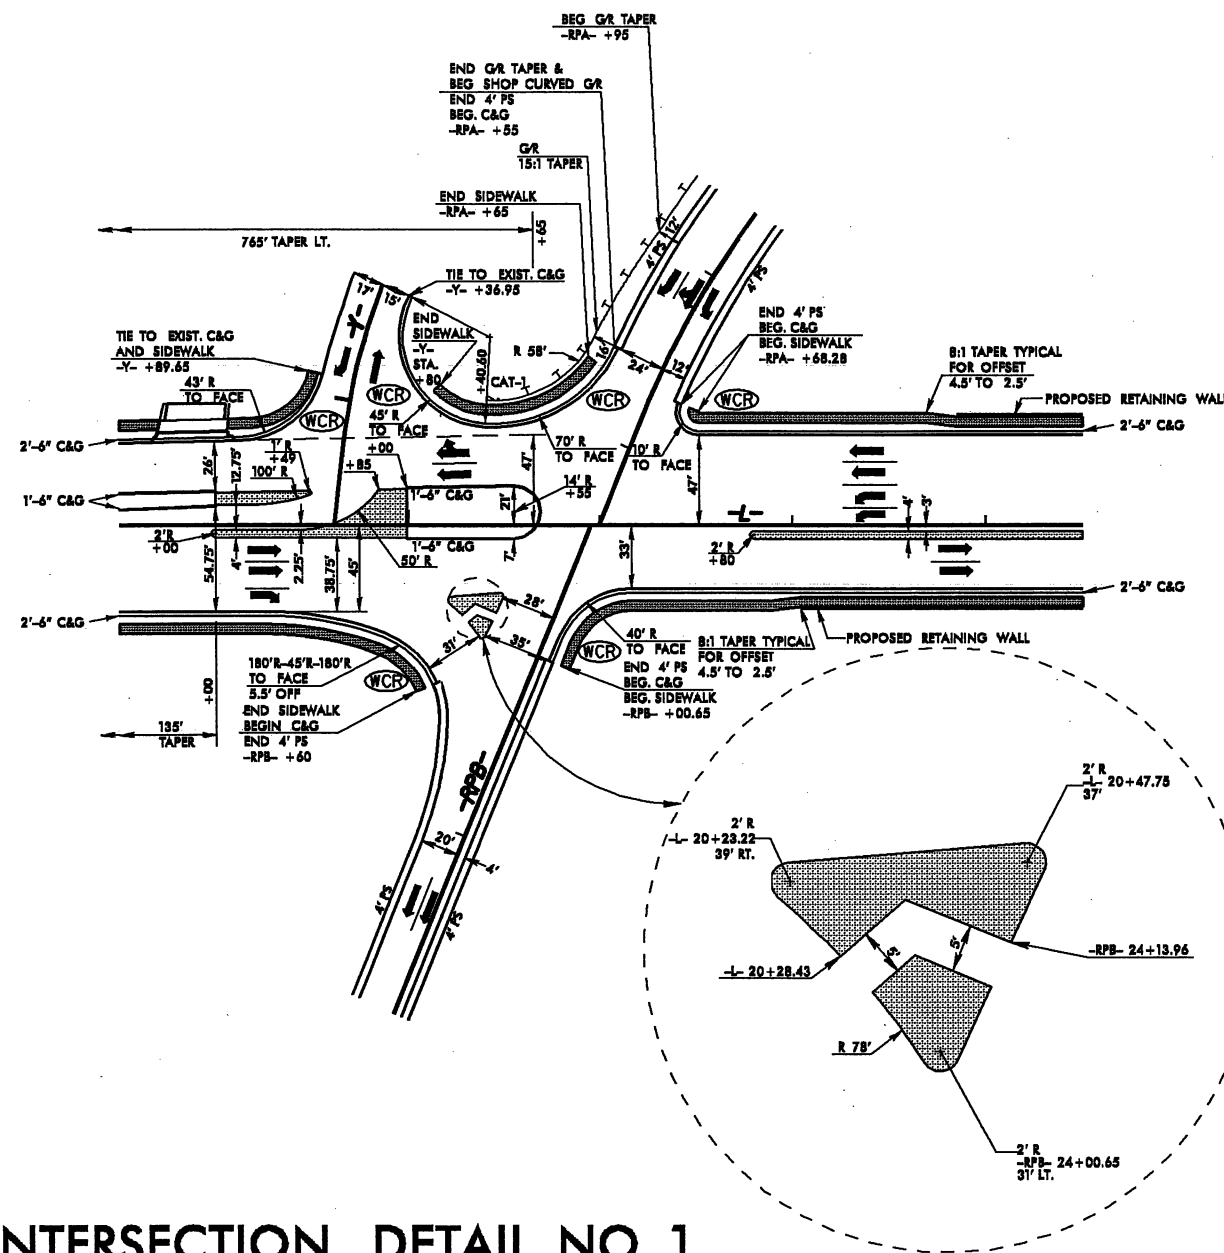 BEG G/R TAPER
-RPA- +95
END G/R TAPER &
BEG SHOP CURVED G/R
END 4' PS
BEG. C&G
-RPA- +55
G/R
15:1 TAPER
END SIDEWALK
-RPA- +65
+65
765' TAPER LT.
12'
4' PS
4' PS
TIE TO EXIST. C&G
-Y- +36.95
17'
15'
-Y-
END
SIDEWALK
-Y-
STA.
+80
+40.60
R 58'
CAT-1
16'
24'
12'
END 4' PS
BEG. C&G
BEG. SIDEWALK
-RPA- +68.28
TIE TO EXIST. C&G
AND SIDEWALK
-Y- +89.65
8:1 TAPER TYPICAL
FOR OFFSET
4.5' TO 2.5'
PROPOSED RETAINING WALL
43' R
TO FACE
WCR
WCR
WCR
WCR
45' R
TO FACE
70' R
TO FACE
10' R
TO FACE
2'-6" C&G
2'-6" C&G
26'
12.75'
1' R
+49
100' R
+85
+00
47'
47'
14' R
+55
1'-6" C&G
1'-6" C&G
21'
-L-
4'
3'
2' R
+00
54.75'
4'
2.25'
38.75'
45'
50' R
1'-6" C&G
7'
33'
2' R
+80
2'-6" C&G
2'-6" C&G
28'
31'
35'
40' R
TO FACE
END 4' PS
BEG. C&G
BEG. SIDEWALK
-RPB- +00.65
8:1 TAPER TYPICAL
FOR OFFSET
4.5' TO 2.5'
PROPOSED RETAINING WALL
WCR
WCR
180'R-45'R-180'R
TO FACE
5.5' OFF
END SIDEWALK
BEGIN C&G
END 4' PS
-RPB- +60
+00
135'
TAPER
-RPB-
20'
4'
4' PS
4' PS
2' R
-L- 20+47.75
37'
2' R
-L- 20+23.22
39' RT.
5'
5'
-RPB- 24+13.96
-L- 20+28.43
R 78'
2' R
-RPB- 24+00.65
31' LT.
NTERSECTION DETAIL NO 1